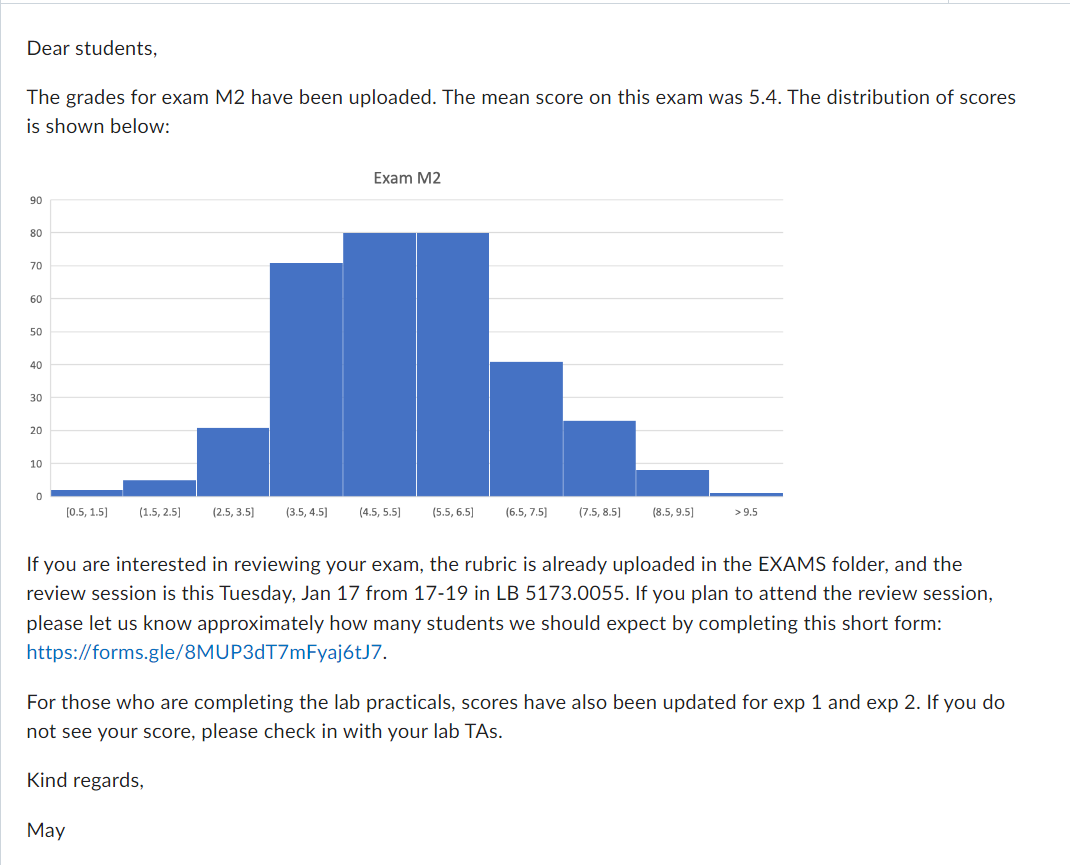 Dear students,
The grades for exam M2 have been uploaded. The mean score on this exam was 5.4. The distribution of scores
is shown below:
Exam M2
90
80
70
60
50
40
30
20
10
0
[0.5, 1.5] (1.5, 2.5] (2.5, 3.5] (3.5, 4.5] (4.5, 5.5] (5.5, 6.5] (6.5, 7.5] (7.5, 8.5] (8.5, 9.5] > 9.5
If you are interested in reviewing your exam, the rubric is already uploaded in the EXAMS folder, and the
review session is this Tuesday, Jan 17 from 17-19 in LB 5173.0055. If you plan to attend the review session,
please let us know approximately how many students we should expect by completing this short form:
https://forms.gle/8MUP3dT7mFyaj6tJ7.
For those who are completing the lab practicals, scores have also been updated for exp 1 and exp 2. If you do
not see your score, please check in with your lab TAs.
Kind regards,
May